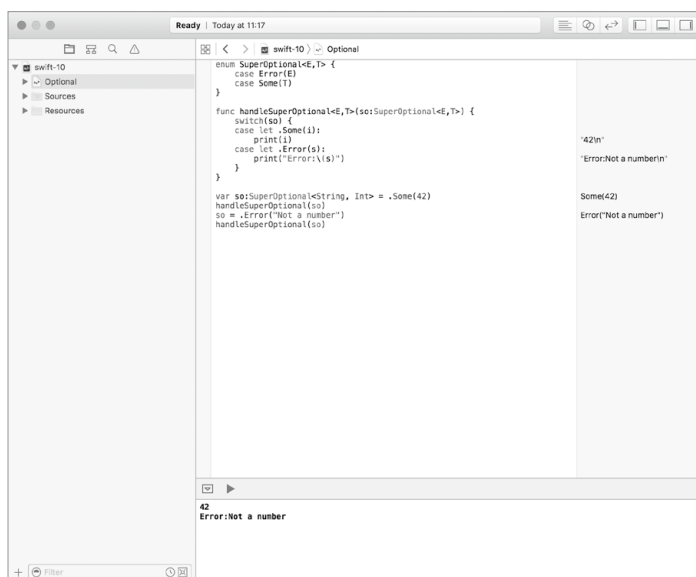 Ready | Today at 11:17
swift-10 Optional
swift-10
Optional
Sources
Resources
enum SuperOptional<E,T> {
case Error(E)
case Some(T)
}
func handleSuperOptional<E,T>(so:SuperOptional<E,T>) {
switch(so) {
case let .Some(i):
print(i)
case let .Error(s):
print("Error:\(s)")
}
}
var so:SuperOptional<String, Int> = .Some(42)
handleSuperOptional(so)
so = .Error("Not a number")
handleSuperOptional(so)
"42\n"
"Error:Not a number\n"
Some(42)
Error("Not a number")
42
Error:Not a number
Filter